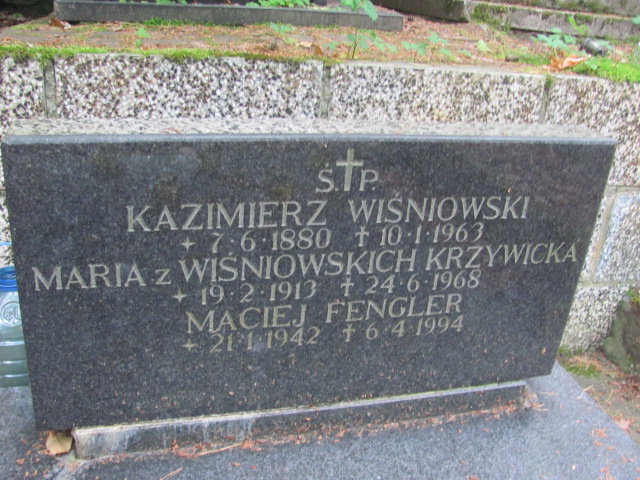 Ś.†P.
KAZIMIERZ WIŚNIOWSKI
+ 7·6·1880 † 10·1·1963
MARIA z WIŚNIOWSKICH KRZYWICKA
+ 19·2·1913 † 24·6·1968
MACIEJ FENGLER
+ 21·1·1942 † 6·4·1994